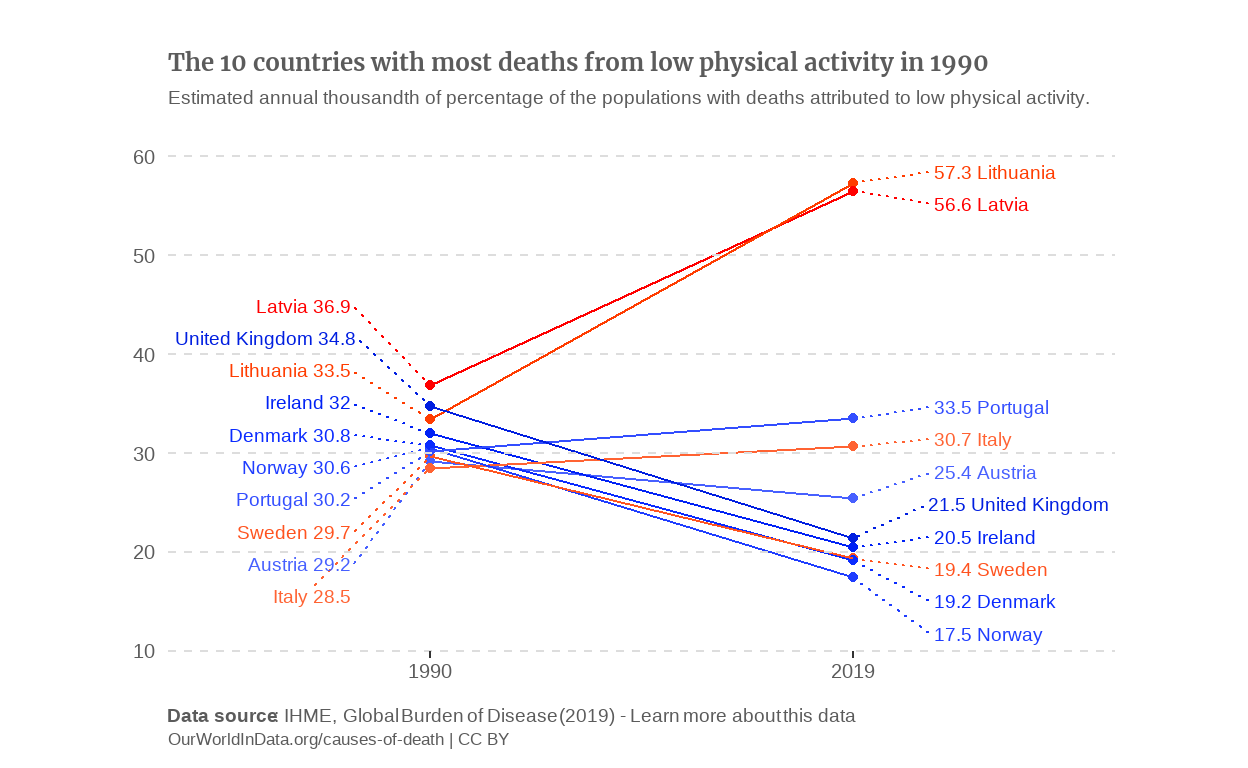 The 10 countries with most deaths from low physical activity in 1990
Estimated annual thousandth of percentage of the populations with deaths attributed to low physical activity.
60
57.3 Lithuania
56.6 Latvia
50
Latvia 36.9
United Kingdom 34.8
40
Lithuania 33.5
Ireland 32
33.5 Portugal
Denmark 30.8
30.7 Italy
30
Norway 30.6
25.4 Austria
Portugal 30.2
21.5 United Kingdom
Sweden 29.7
20.5 Ireland
20
Austria 29.2
19.4 Sweden
Italy 28.5
19.2 Denmark
17.5 Norway
10
1990
2019
Data source: IHME, Global Burden of Disease (2019) - Learn more about this data
OurWorldInData.org/causes-of-death | CC BY